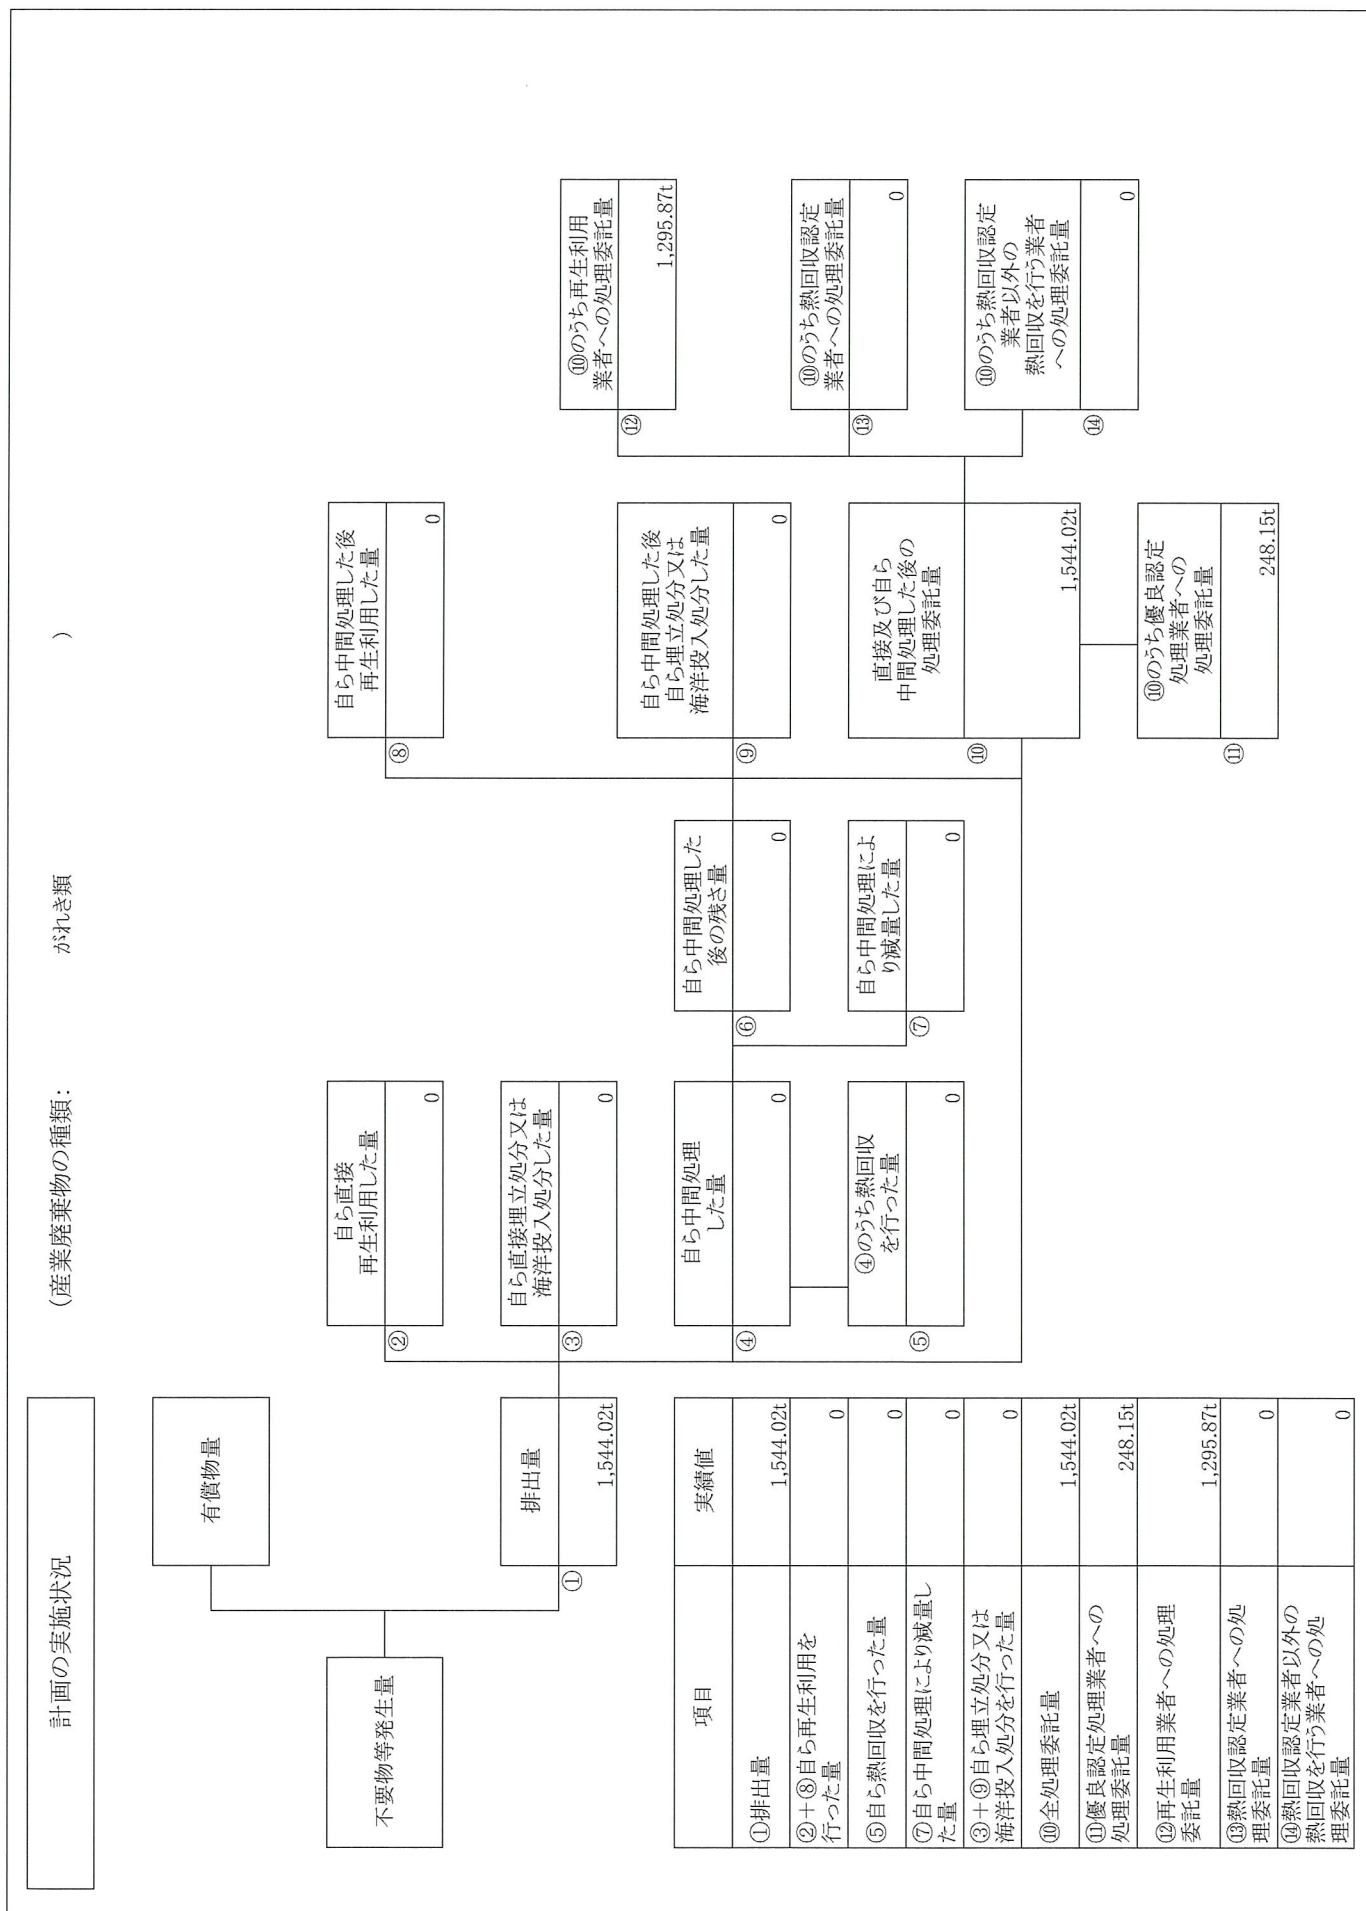 計画の実施状況
(産業廃棄物の種類: がれき類 )
不要物等発生量
有償物量
①
排出量
1,544.02t
②
自ら直接
再生利用した量
0
③
自ら直接埋立処分又は
海洋投入処分した量
0
④
自ら中間処理
した量
0
⑤
④のうち熱回収
を行った量
0
⑥
自ら中間処理した
後の残さ量
0
⑦
自ら中間処理によ
り減量した量
0
⑧
自ら中間処理した後
再生利用した量
0
⑨
自ら中間処理した後
自ら埋立処分又は
海洋投入処分した量
0
⑩
直接及び自ら
中間処理した後の
処理委託量
1,544.02t
⑪
⑩のうち優良認定
処理業者への
処理委託量
248.15t
⑫
⑩のうち再生利用
業者への処理委託量
1,295.87t
⑬
⑩のうち熱回収認定
業者への処理委託量
0
⑭
⑩のうち熱回収認定
業者以外の
熱回収を行う業者
への処理委託量
0
項目 実績値
①排出量 1,544.02t
②+⑧自ら再生利用を
行った量 0
⑤自ら熱回収を行った量 0
⑦自ら中間処理により減量し
た量 0
③+⑨自ら埋立処分又は
海洋投入処分を行った量 0
⑩全処理委託量 1,544.02t
⑪優良認定処理業者への
処理委託量 248.15t
⑫再生利用業者への処理
委託量 1,295.87t
⑬熱回収認定業者への処
理委託量 0
⑭熱回収認定業者以外の
熱回収を行う業者への処
理委託量 0